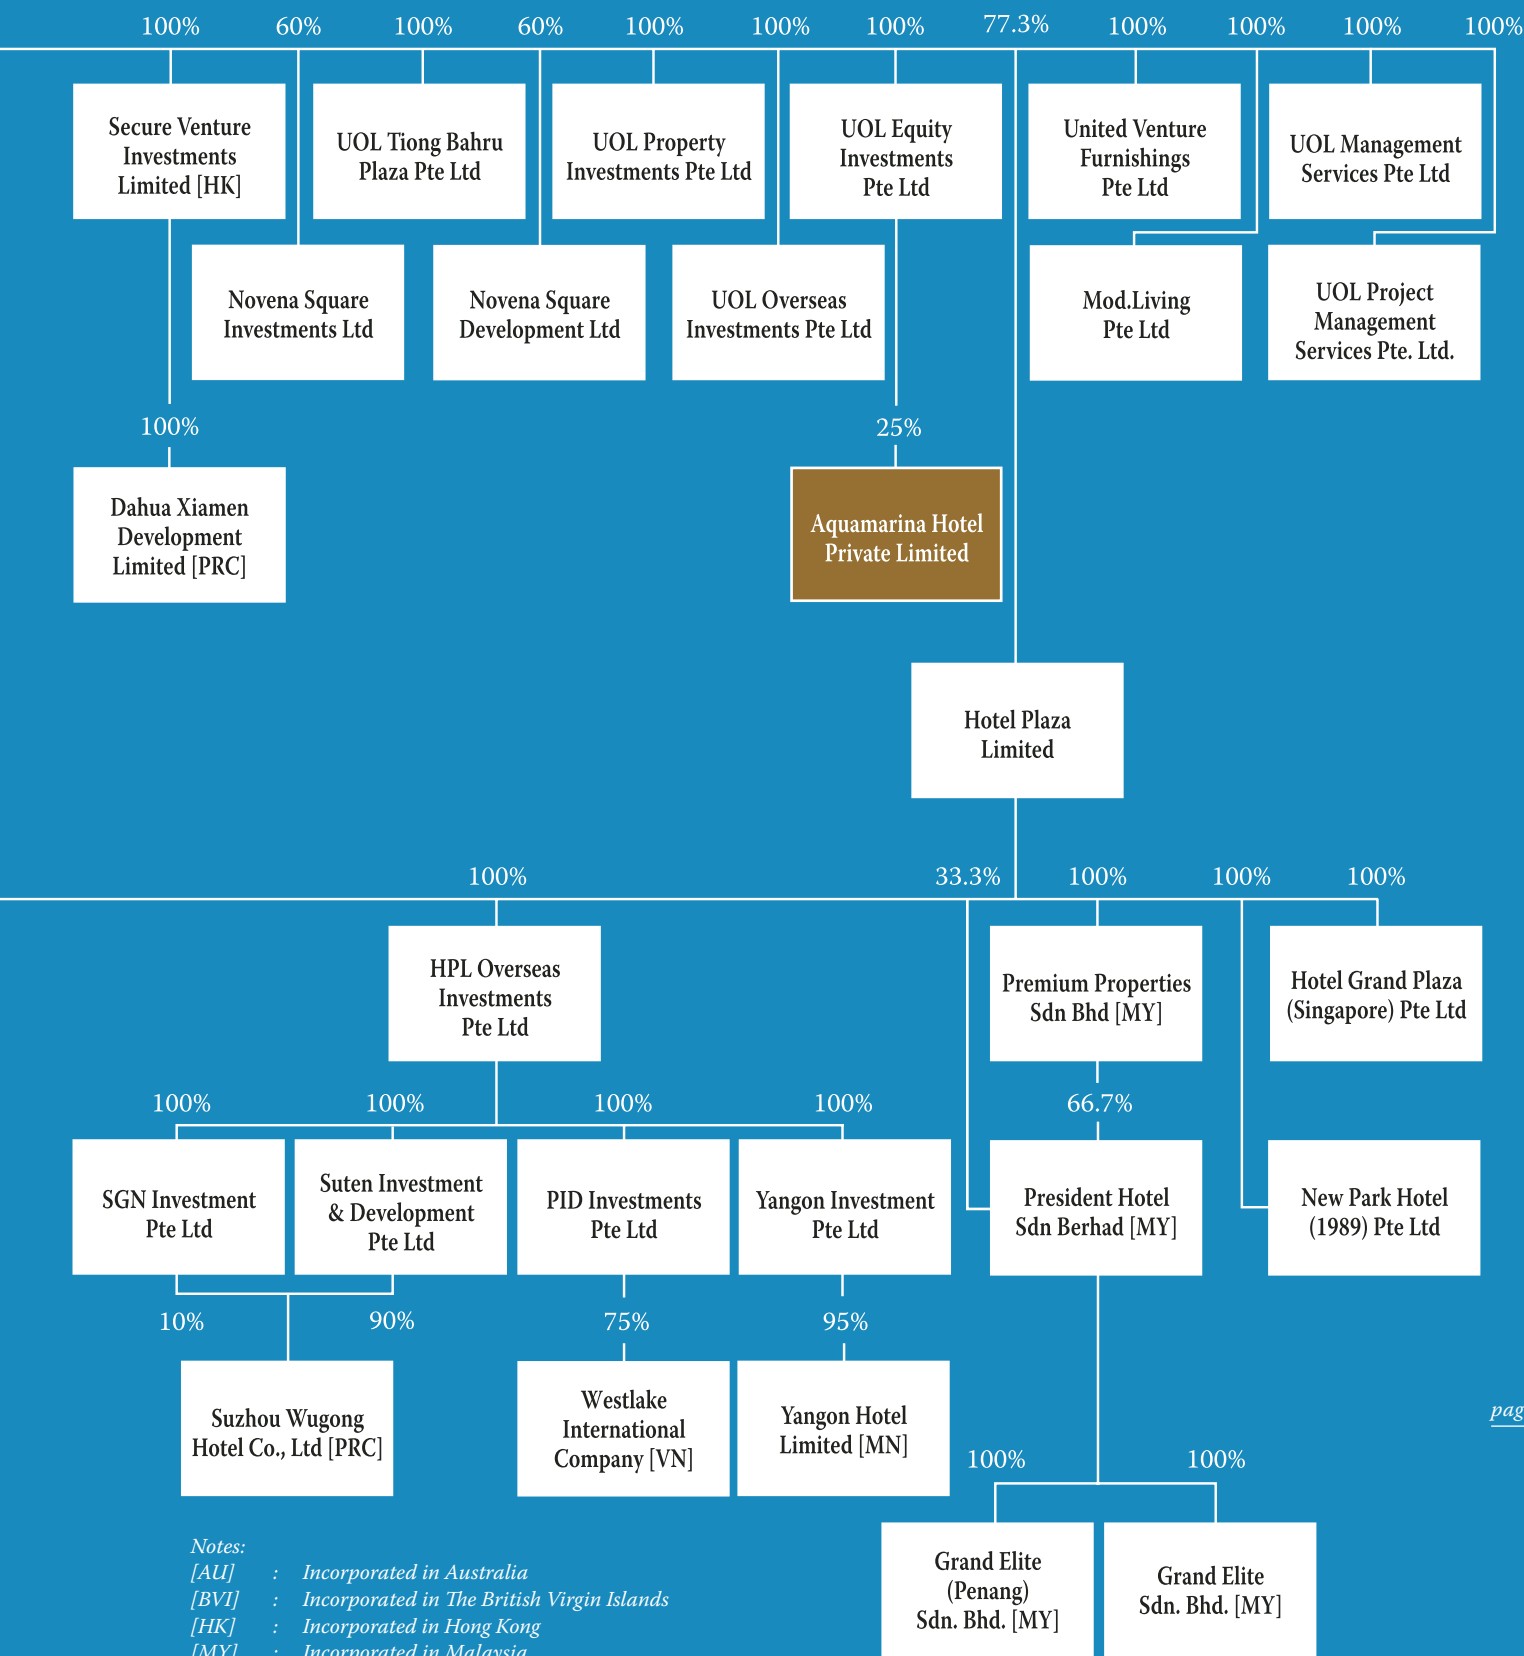 100% 60% 100% 60% 100% 100% 100% 77.3% 100% 100% 100% 100%
Secure Venture
Investments
Limited [HK]
UOL Tiong Bahru
Plaza Pte Ltd
UOL Property
Investments Pte Ltd
UOL Equity
Investments
Pte Ltd
United Venture
Furnishings
Pte Ltd
UOL Management
Services Pte Ltd
Novena Square
Investments Ltd
Novena Square
Development Ltd
UOL Overseas
Investments Pte Ltd
Mod.Living
Pte Ltd
UOL Project
Management
Services Pte. Ltd.
100% 25%
Dahua Xiamen
Development
Limited [PRC]
Aquamarina Hotel
Private Limited
Hotel Plaza
Limited
100% 33.3% 100% 100% 100%
HPL Overseas
Investments
Pte Ltd
Premium Properties
Sdn Bhd [MY]
Hotel Grand Plaza
(Singapore) Pte Ltd
100% 100% 100% 100% 66.7%
SGN Investment
Pte Ltd
Suten Investment
& Development
Pte Ltd
PID Investments
Pte Ltd
Yangon Investment
Pte Ltd
President Hotel
Sdn Berhad [MY]
New Park Hotel
(1989) Pte Ltd
10% 90% 75% 95%
Suzhou Wugong
Hotel Co., Ltd [PRC]
Westlake
International
Company [VN]
Yangon Hotel
Limited [MN]
pag
100% 100%
Grand Elite
(Penang)
Sdn. Bhd. [MY]
Grand Elite
Sdn. Bhd. [MY]
Notes:
[AU] : Incorporated in Australia
[BVI] : Incorporated in The British Virgin Islands
[HK] : Incorporated in Hong Kong
[MY] : Incorporated in Malaysia